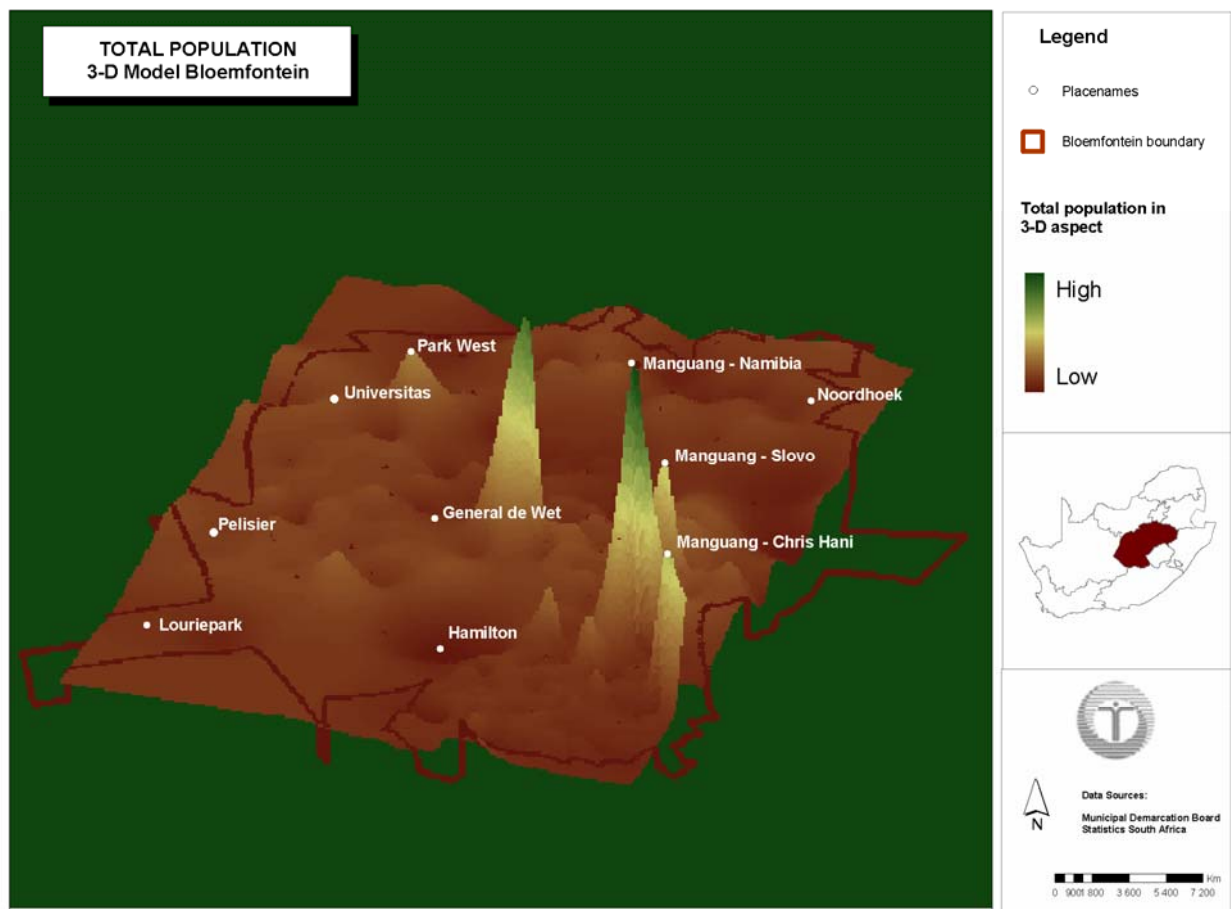 TOTAL POPULATION
3-D Model Bloemfontein
Park West
Universitas
Manguang - Namibia
Noordhoek
Manguang - Slovo
General de Wet
Pelisier
Manguang - Chris Hani
Louriepark
Hamilton
Legend
Placenames
Bloemfontein boundary
Total population in
3-D aspect
High
Low
N
Data Sources:
Municipal Demarcation Board
Statistics South Africa
Km
0 9001 800 3 600 5 400 7 200